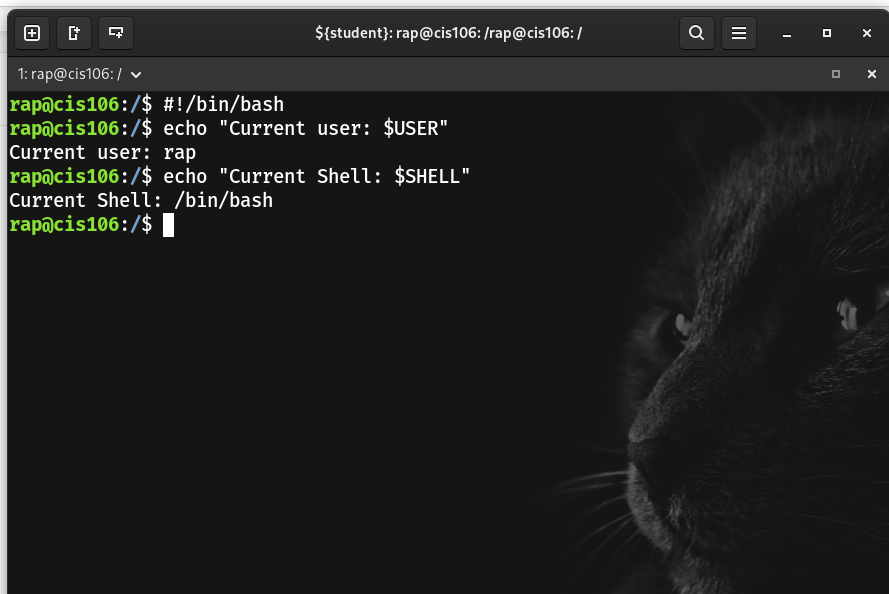 ${student}: rap@cis106: /rap@cis106: /
1: rap@cis106: /
rap@cis106:/$ #!/bin/bash
rap@cis106:/$ echo "Current user: $USER"
Current user: rap
rap@cis106:/$ echo "Current Shell: $SHELL"
Current Shell: /bin/bash
rap@cis106:/$